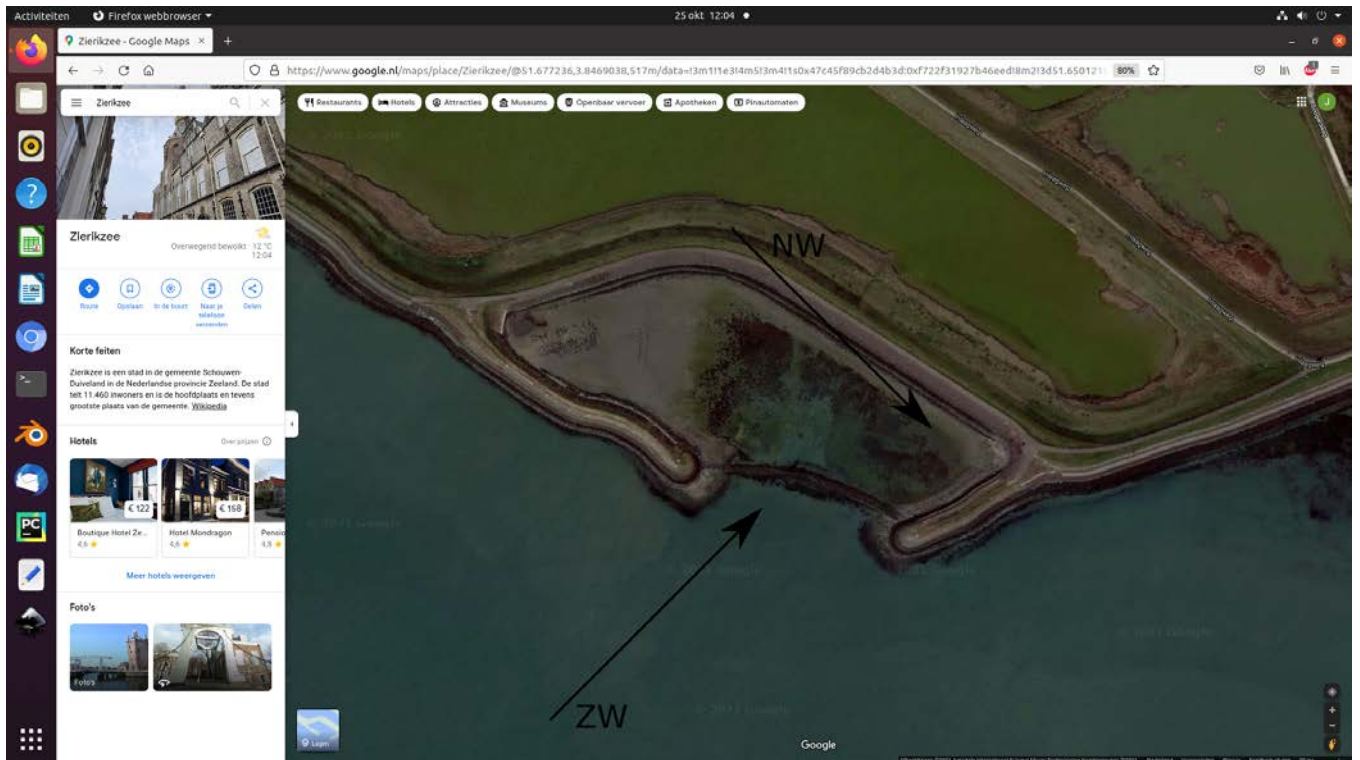 Activiteiten
Firefox webbrowser
25 okt 12:04
Zierikzee - Google Maps
https://www.google.nl/maps/place/Zierikzee/@51.677236,3.8469038,517m/data=!3m1!1e3!4m5!3m4!1s0x47c45f89cb2d4b3d:0xf722f31927b46eed!8m2!3d51.650121
80%
Zierikzee
Restaurants
Hotels
Attracties
Museums
Openbaar vervoer
Apotheken
Pinautomaten
J
Zierikzee
Overwegend bewolkt · 12 °C
12:04
Route
Opslaan
In de buurt
Naar je
telefoon
verzenden
Delen
Korte feiten
Zierikzee is een stad in de gemeente Schouwen-
Duiveland in de Nederlandse provincie Zeeland. De stad
telt 11.460 inwoners en is de hoofdplaats en tevens
grootste plaats van de gemeente. Wikipedia
Hotels
Over prijzen
€ 122
€ 158
Boutique Hotel Ze...
4,6
Hotel Mondragon
4,6
Pensio
4,8
Meer hotels weergeven
Foto's
Foto's
NW
ZW
Lagen
Google
PC